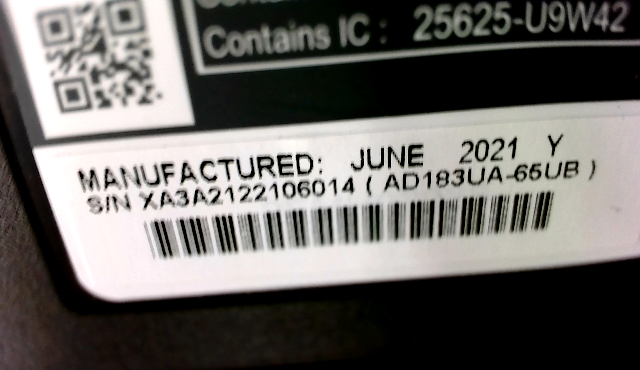 Contains IC : 25625-U9W42
MANUFACTURED: JUNE 2021 Y
S/N XA3A2122106014 ( AD183UA-65UB )